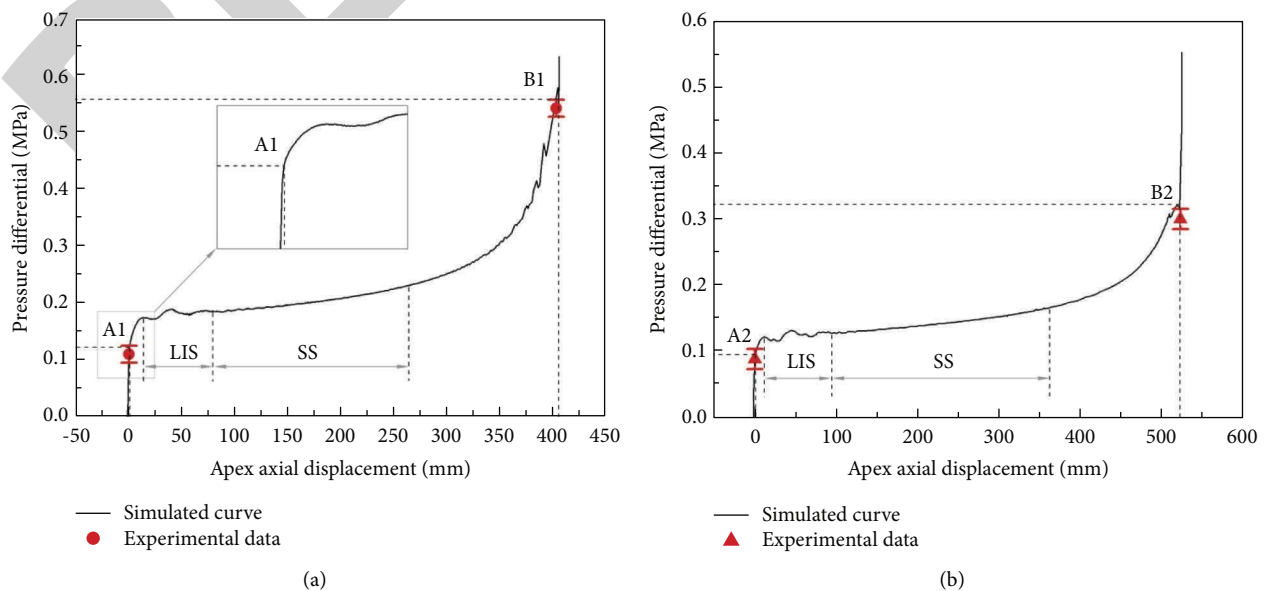 0.7
0.6
0.5
0.4
0.3
0.2
0.1
0.0
Pressure differential (MPa)
-50 0 50 100 150 200 250 300 350 400 450
Apex axial displacement (mm)
A1
A1
B1
LIS
SS
Simulated curve
Experimental data
(a)
0.6
0.5
0.4
0.3
0.2
0.1
0.0
Pressure differential (MPa)
0 100 200 300 400 500 600
Apex axial displacement (mm)
A2
B2
LIS
SS
Simulated curve
Experimental data
(b)